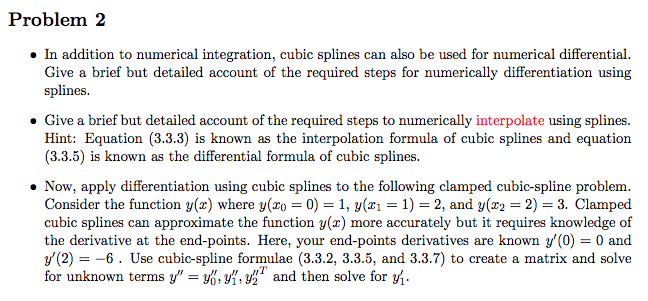 Problem 2
• In addition to numerical integration, cubic splines can also be used for numerical differential.
Give a brief but detailed account of the required steps for numerically differentiation using
splines.
• Give a brief but detailed account of the required steps to numerically interpolate using splines.
Hint: Equation (3.3.3) is known as the interpolation formula of cubic splines and equation
(3.3.5) is known as the differential formula of cubic splines.
• Now, apply differentiation using cubic splines to the following clamped cubic-spline problem.
Consider the function y(x) where y(x₀ = 0) = 1, y(x₁ = 1) = 2, and y(x₂ = 2) = 3. Clamped
cubic splines can approximate the function y(x) more accurately but it requires knowledge of
the derivative at the end-points. Here, your end-points derivatives are known y′(0) = 0 and
y′(2) = −6 . Use cubic-spline formulae (3.3.2, 3.3.5, and 3.3.7) to create a matrix and solve
for unknown terms y″ = y″₀, y″₁, y″₂ᵀ and then solve for y′₁.